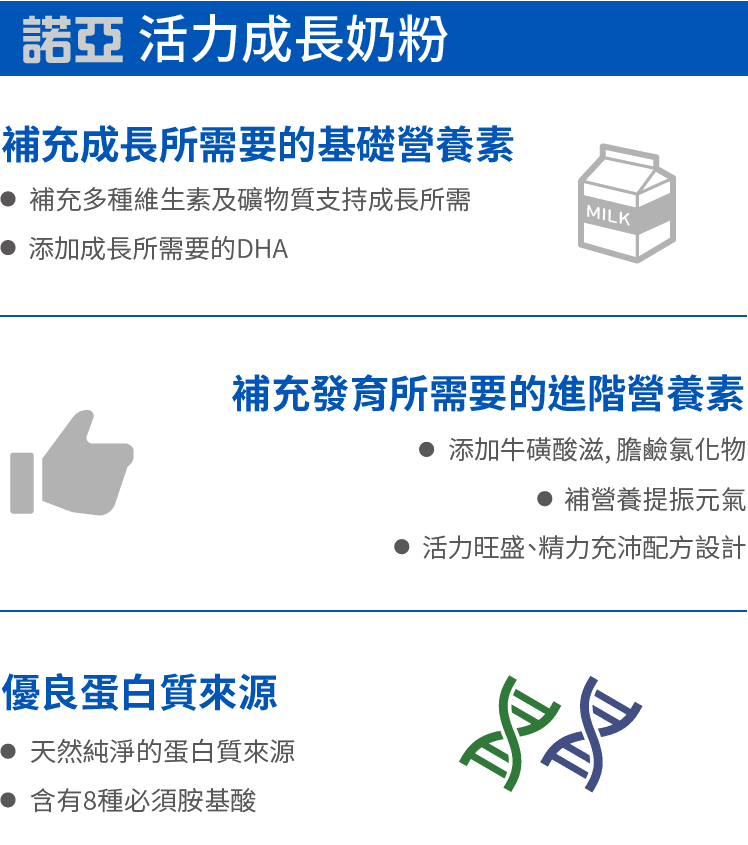 諾亞 活力成長奶粉
補充成長所需要的基礎營養素
● 補充多種維生素及礦物質支持成長所需
● 添加成長所需要的DHA
MILK
補充發育所需要的進階營養素
● 添加牛磺酸滋, 膽鹼氯化物
● 補營養提振元氣
● 活力旺盛、精力充沛配方設計
優良蛋白質來源
● 天然純淨的蛋白質來源
● 含有8種必須胺基酸